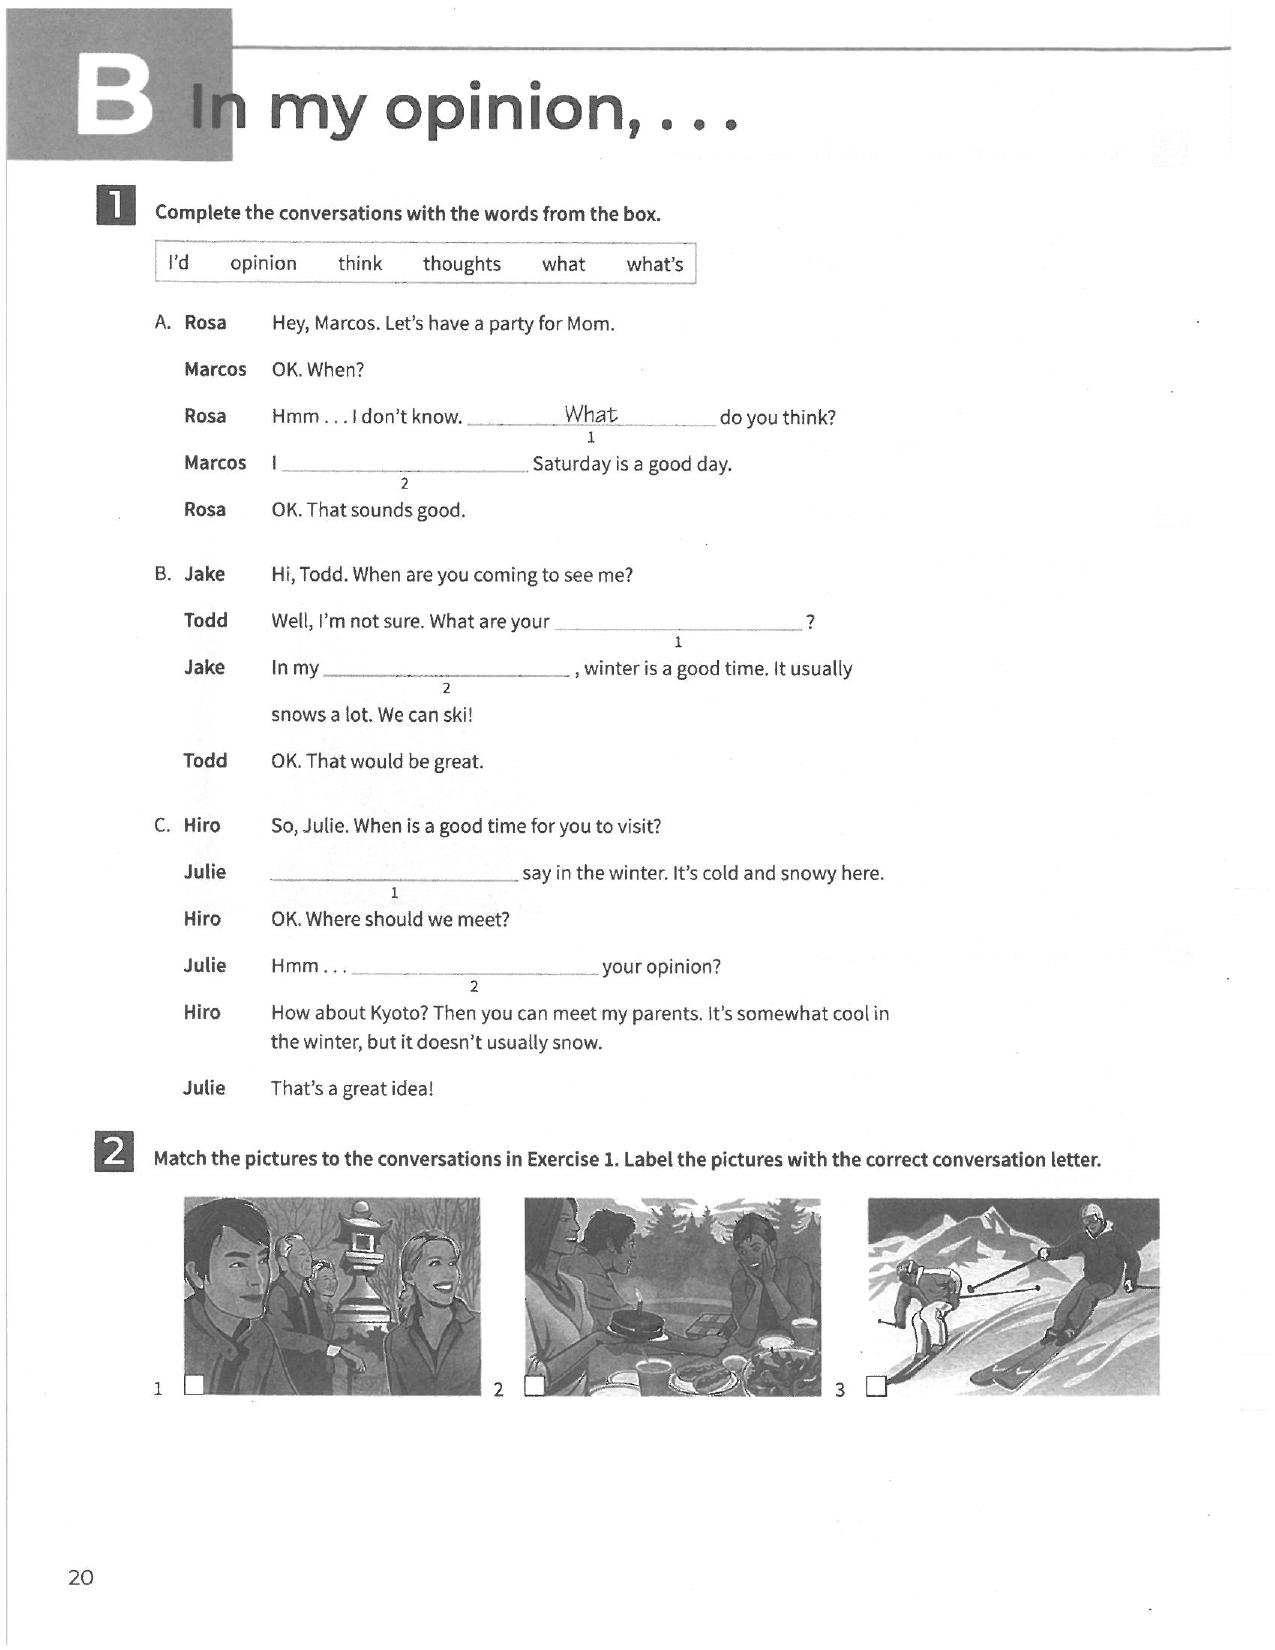 B In my opinion, . . .
1 Complete the conversations with the words from the box.
I'd opinion think thoughts what what's
A. Rosa Hey, Marcos. Let's have a party for Mom.
Marcos OK. When?
Rosa Hmm . . . I don't know. What do you think?
1
Marcos I . Saturday is a good day.
2
Rosa OK. That sounds good.
B. Jake Hi, Todd. When are you coming to see me?
Todd Well, I'm not sure. What are your ?
1
Jake In my , winter is a good time. It usually
2
snows a lot. We can ski!
Todd OK. That would be great.
C. Hiro So, Julie. When is a good time for you to visit?
Julie say in the winter. It's cold and snowy here.
1
Hiro OK. Where should we meet?
Julie Hmm . . . your opinion?
2
Hiro How about Kyoto? Then you can meet my parents. It's somewhat cool in
the winter, but it doesn't usually snow.
Julie That's a great idea!
2 Match the pictures to the conversations in Exercise 1. Label the pictures with the correct conversation letter.
1 2 3
20